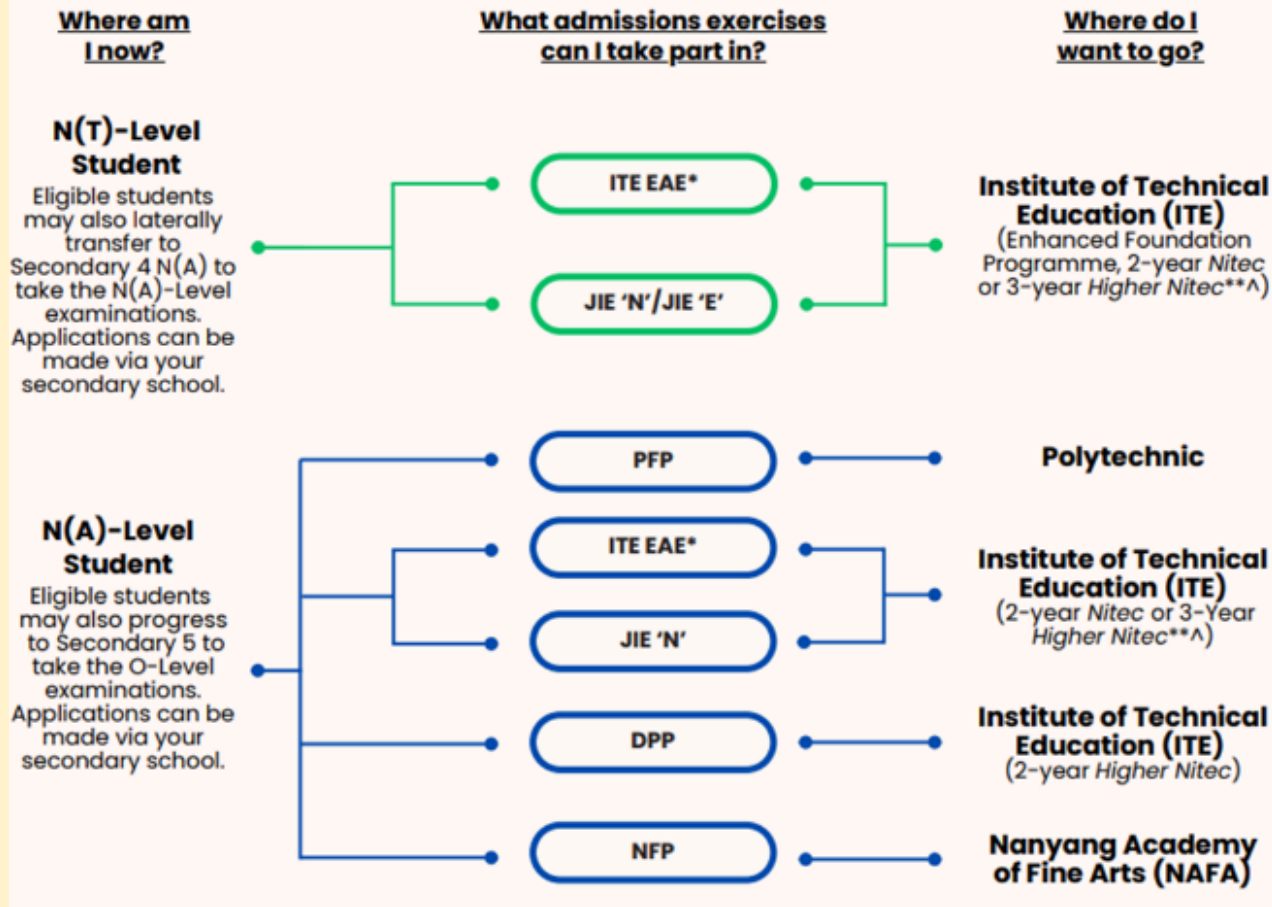 Where am
I now?
What admissions exercises
can I take part in?
Where do I
want to go?
N(T)-Level
Student
Eligible students
may also laterally
transfer to
Secondary 4 N(A) to
take the N(A)-Level
examinations.
Applications can be
made via your
secondary school.
ITE EAE*
JIE ‘N’/JIE ‘E’
Institute of Technical
Education (ITE)
(Enhanced Foundation
Programme, 2-year Nitec
or 3-year Higher Nitec**^)
N(A)-Level
Student
Eligible students
may also progress
to Secondary 5 to
take the O-Level
examinations.
Applications can be
made via your
secondary school.
PFP
Polytechnic
ITE EAE*
JIE ‘N’
Institute of Technical
Education (ITE)
(2-year Nitec or 3-Year
Higher Nitec**^)
DPP
Institute of Technical
Education (ITE)
(2-year Higher Nitec)
NFP
Nanyang Academy
of Fine Arts (NAFA)